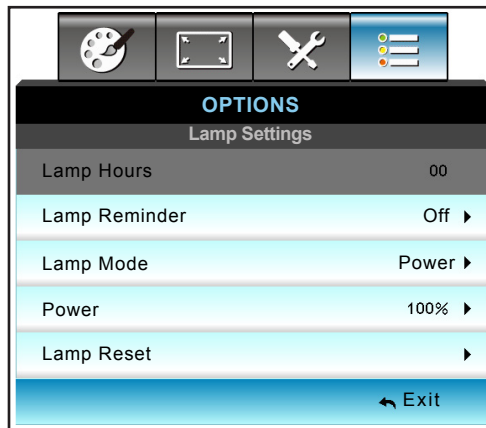 OPTIONS
Lamp Settings
Lamp Hours 00
Lamp Reminder Off
Lamp Mode Power
Power 100%
Lamp Reset
Exit